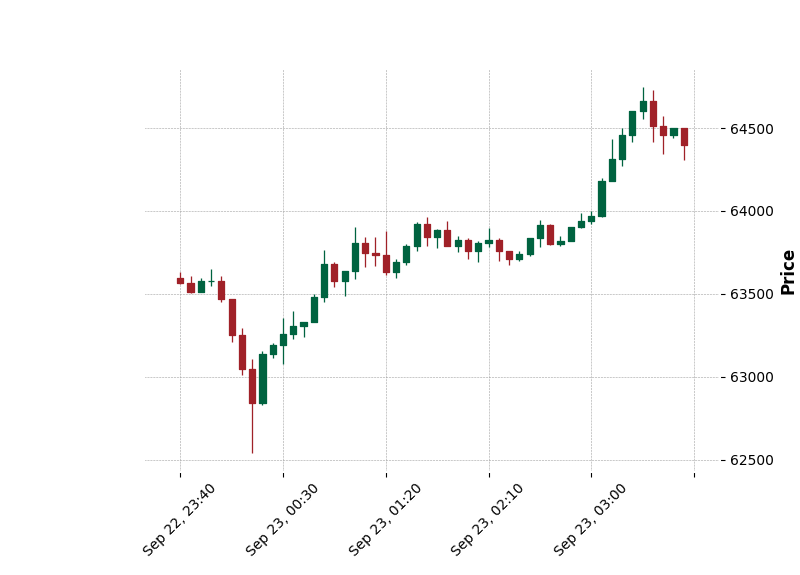 64500
64000
63500
63000
62500
Price
Sep 22, 23:40
Sep 23, 00:30
Sep 23, 01:20
Sep 23, 02:10
Sep 23, 03:00